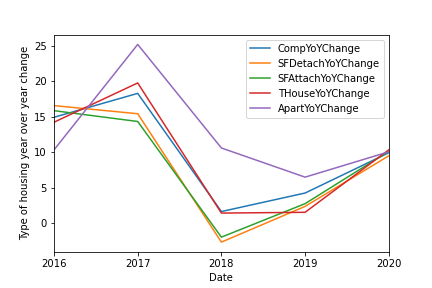 CompYoYChange
SFDetachYoYChange
SFAttachYoYChange
THouseYoYChange
ApartYoYChange
Type of housing year over year change
25
20
15
10
5
0
2016 2017 2018 2019 2020
Date